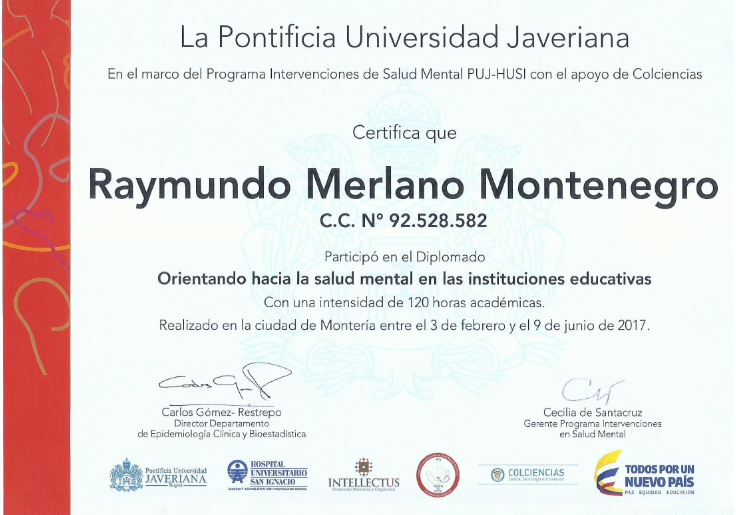 La Pontificia Universidad Javeriana
En el marco del Programa Intervenciones de Salud Mental PUJ-HUSI con el apoyo de Colciencias
Certifica que
Raymundo Merlano Montenegro
C.C. N° 92.528.582
Participó en el Diplomado
Orientando hacia la salud mental en las instituciones educativas
Con una intensidad de 120 horas académicas.
Realizado en la ciudad de Montería entre el 3 de febrero y el 9 de junio de 2017.
Carlos Gómez- Restrepo
Director Departamento
de Epidemiología Clínica y Bioestadística
Cecilia de Santacruz
Gerente Programa Intervenciones
en Salud Mental
Pontificia Universidad
JAVERIANA
Bogotá
HOSPITAL
UNIVERSITARIO
SAN IGNACIO
INTELLECTUS
COLCIENCIAS
TODOS POR UN
NUEVO PAÍS
PAZ EQUIDAD EDUCACIÓN